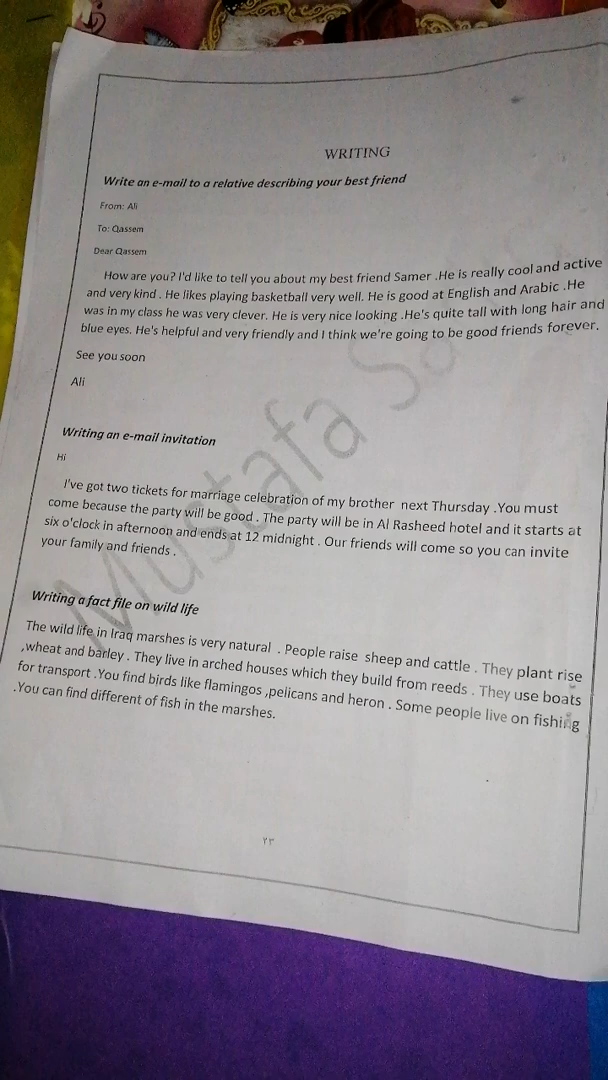 WRITING
Write an e-mail to a relative describing your best friend
From: Ali
To: Qassem
Dear Qassem
How are you? I'd like to tell you about my best friend Samer .He is really cool and active
and very kind . He likes playing basketball very well. He is good at English and Arabic .He
was in my class he was very clever. He is very nice looking .He's quite tall with long hair and
blue eyes. He's helpful and very friendly and I think we're going to be good friends forever.
See you soon
Ali
Writing an e-mail invitation
Hi
I've got two tickets for marriage celebration of my brother next Thursday .You must
come because the party will be good . The party will be in Al Rasheed hotel and it starts at
six o'clock in afternoon and ends at 12 midnight . Our friends will come so you can invite
your family and friends .
Writing a fact file on wild life
The wild life in Iraq marshes is very natural . People raise sheep and cattle . They plant rise
,wheat and barley . They live in arched houses which they build from reeds . They use boats
for transport .You find birds like flamingos ,pelicans and heron . Some people live on fishing
.You can find different of fish in the marshes.
٢٣
Mustafa